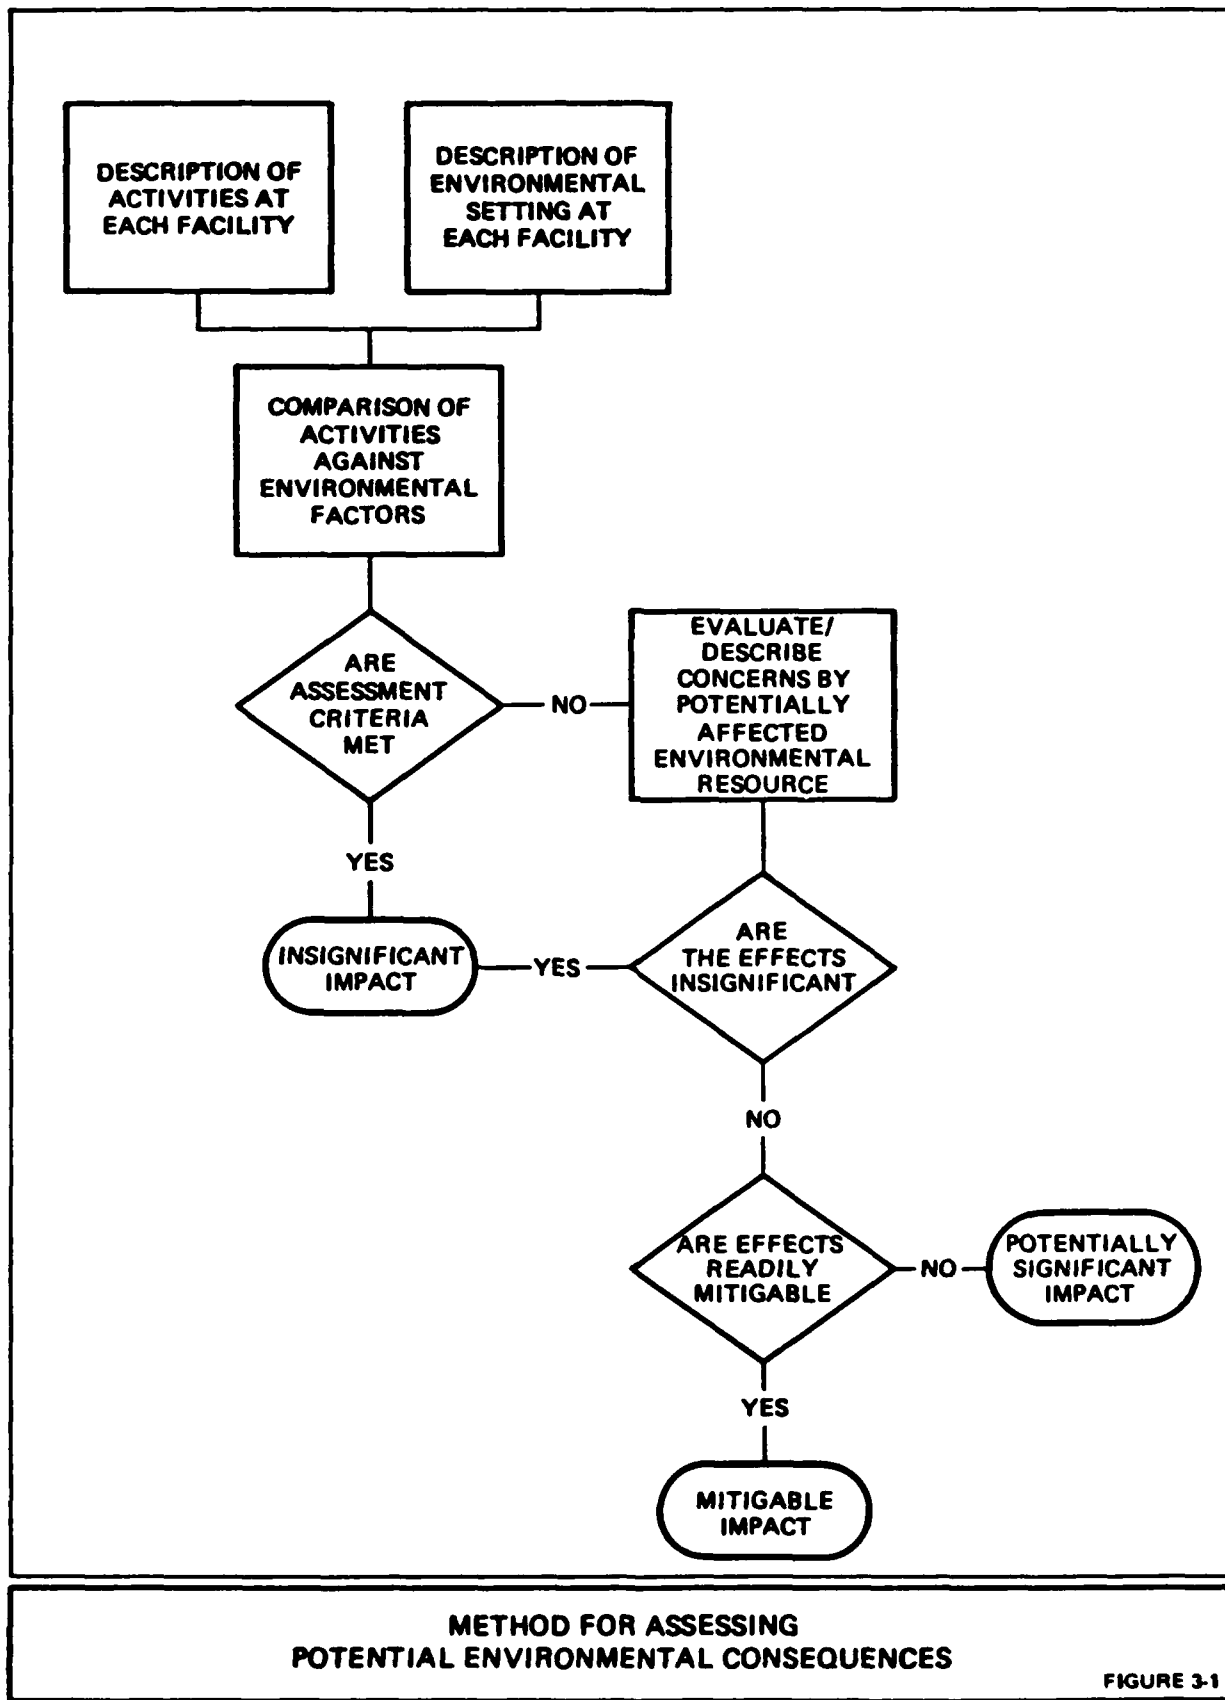 DESCRIPTION OF
ACTIVITIES AT
EACH FACILITY
DESCRIPTION OF
ENVIRONMENTAL
SETTING AT
EACH FACILITY
COMPARISON OF
ACTIVITIES
AGAINST
ENVIRONMENTAL
FACTORS
ARE
ASSESSMENT
CRITERIA
MET
NO
EVALUATE/
DESCRIBE
CONCERNS BY
POTENTIALLY
AFFECTED
ENVIRONMENTAL
RESOURCE
YES
INSIGNIFICANT
IMPACT
YES
ARE
THE EFFECTS
INSIGNIFICANT
NO
ARE EFFECTS
READILY
MITIGABLE
NO
POTENTIALLY
SIGNIFICANT
IMPACT
YES
MITIGABLE
IMPACT
METHOD FOR ASSESSING
POTENTIAL ENVIRONMENTAL CONSEQUENCES
FIGURE 3-1